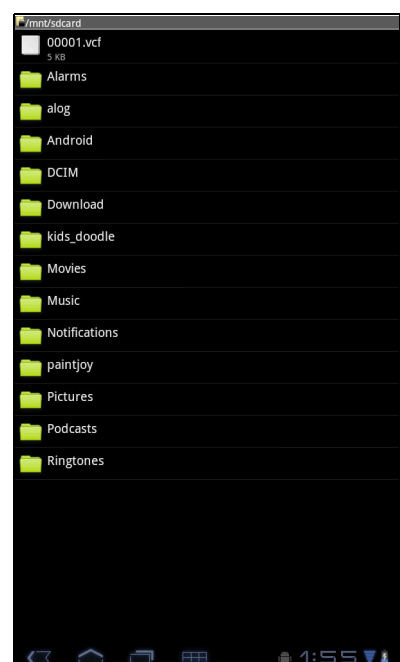 /mnt/sdcard
00001.vcf
5 KB
Alarms
alog
Android
DCIM
Download
kids_doodle
Movies
Music
Notifications
paintjoy
Pictures
Podcasts
Ringtones
1:55